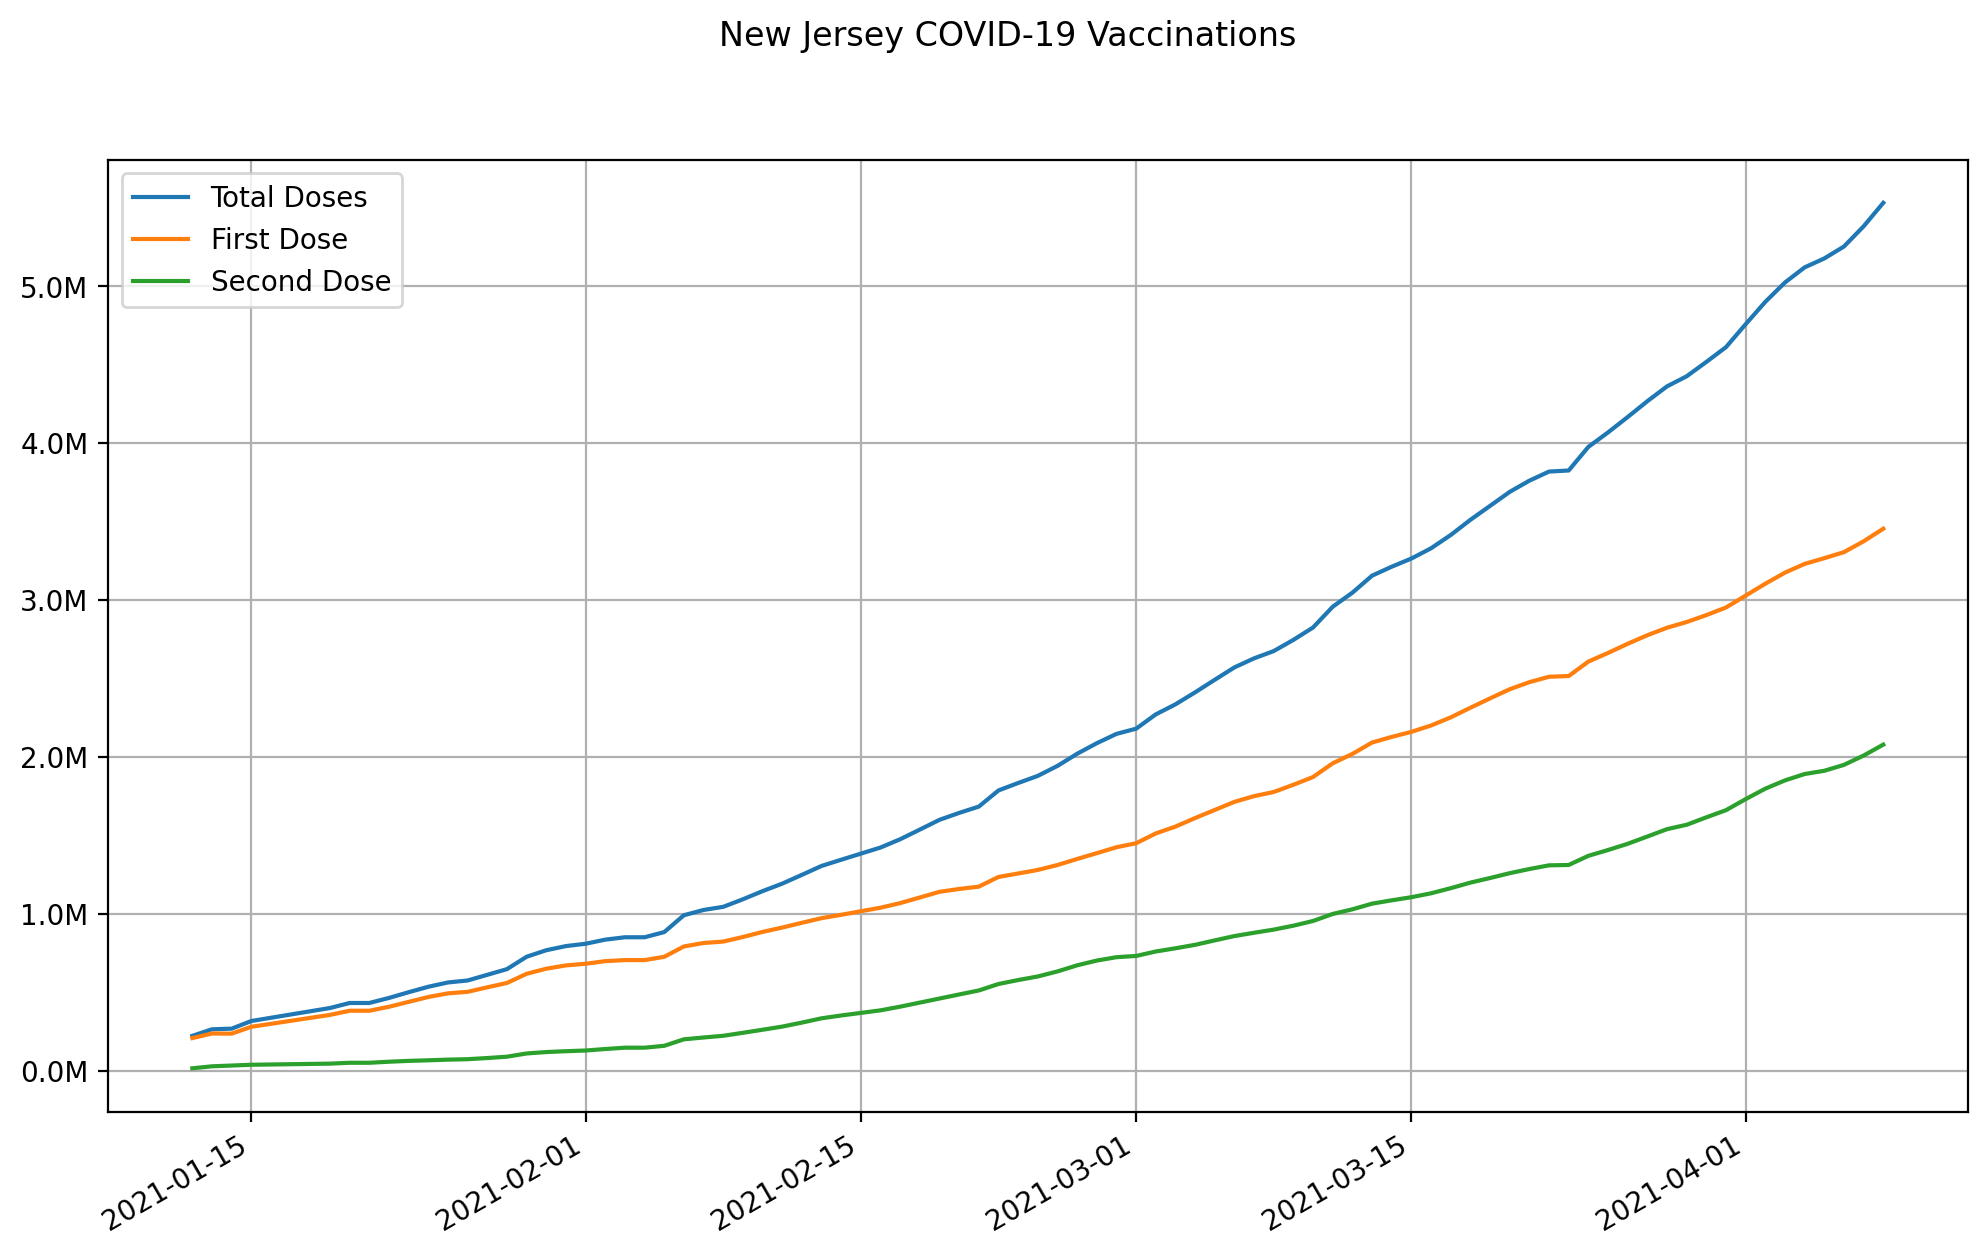 New Jersey COVID-19 Vaccinations
Total Doses
First Dose
Second Dose
5.0M
4.0M
3.0M
2.0M
1.0M
0.0M
2021-01-15
2021-02-01
2021-02-15
2021-03-01
2021-03-15
2021-04-01